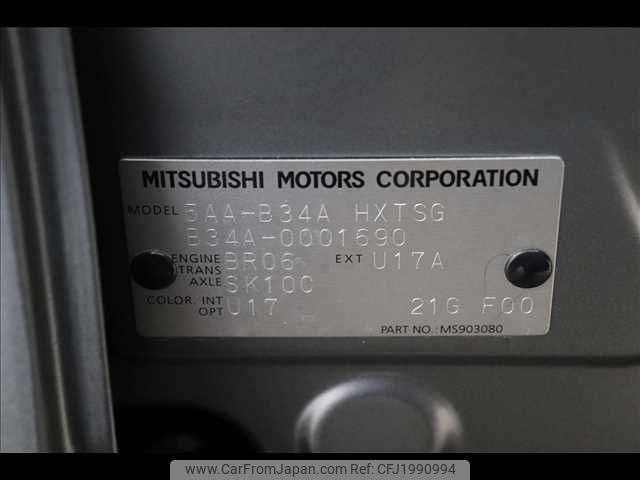 MITSUBISHI MOTORS CORPORATION
MODEL 5AA-B34A HXTSG
B34A-0001690
ENGINE BR06 EXT U17A
TRANS
AXLE SK10C
COLOR. INT U17 21G F00
OPT
PART NO.: MS903080
www.CarFromJapan.com - CFJ1990994